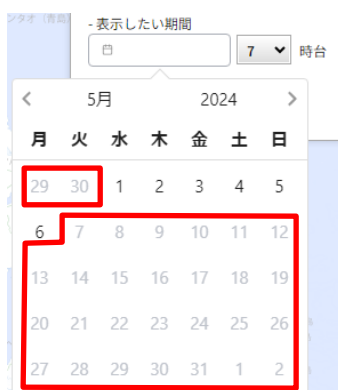 ンタオ（青島）
- 表示したい期間
7 時台
< 5月 2024 >
月 火 水 木 金 土 日
29 30 1 2 3 4 5
6 7 8 9 10 11 12
13 14 15 16 17 18 19
20 21 22 23 24 25 26
27 28 29 30 31 1 2